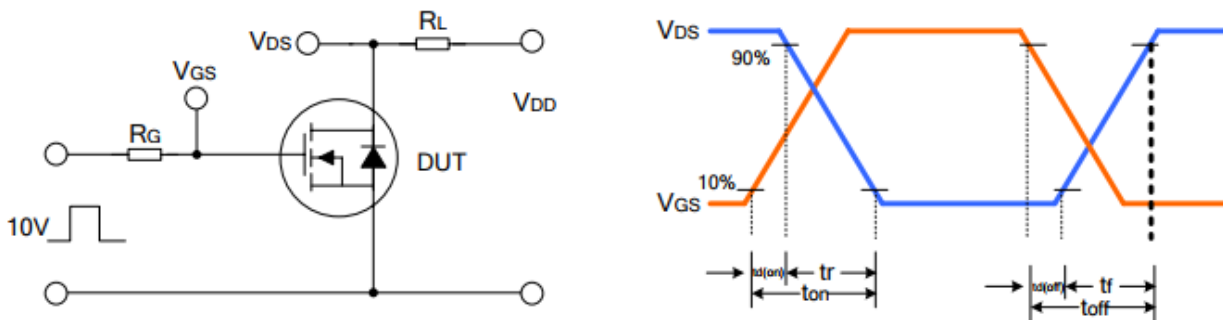 RL
VDS
VGS
VDD
RG
DUT
10V
VDS
90%
10%
VGS
td(on)
tr
ton
td(off)
tf
toff